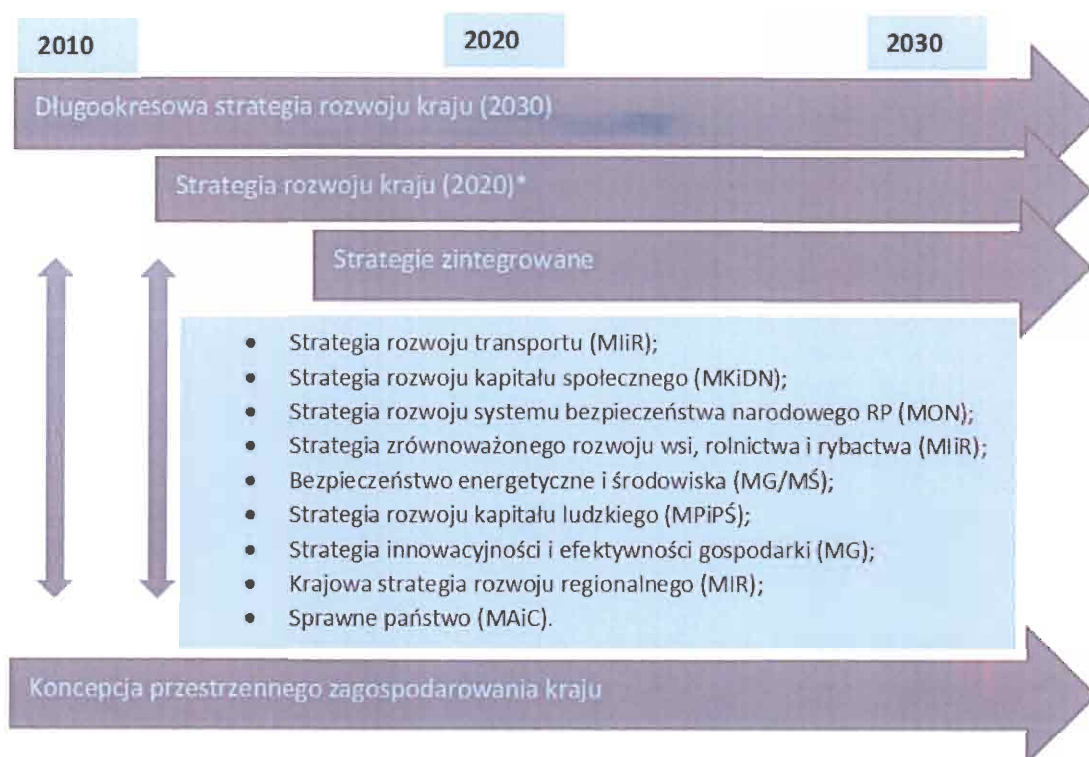 2010
2020
2030
Długookresowa strategia rozwoju kraju (2030)
Strategia rozwoju kraju (2020)*
Strategie zintegrowane
• Strategia rozwoju transportu (MIiR);
• Strategia rozwoju kapitału społecznego (MKiDN);
• Strategia rozwoju systemu bezpieczeństwa narodowego RP (MON);
• Strategia zrównoważonego rozwoju wsi, rolnictwa i rybactwa (MIiR);
• Bezpieczeństwo energetyczne i środowiska (MG/MŚ);
• Strategia rozwoju kapitału ludzkiego (MPiPŚ);
• Strategia innowacyjności i efektywności gospodarki (MG);
• Krajowa strategia rozwoju regionalnego (MIR);
• Sprawne państwo (MAiC).
Koncepcja przestrzennego zagospodarowania kraju